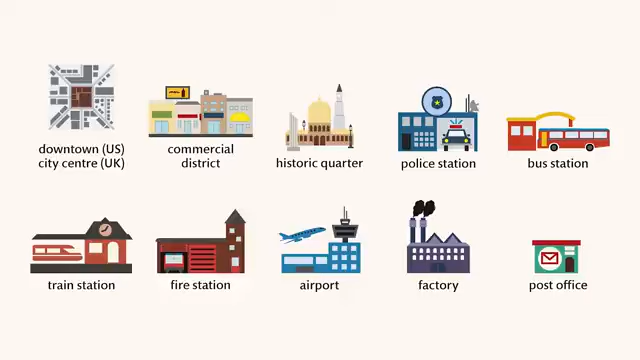 downtown (US)
city centre (UK)
commercial
district
historic quarter
police station
bus station
train station
fire station
airport
factory
post office